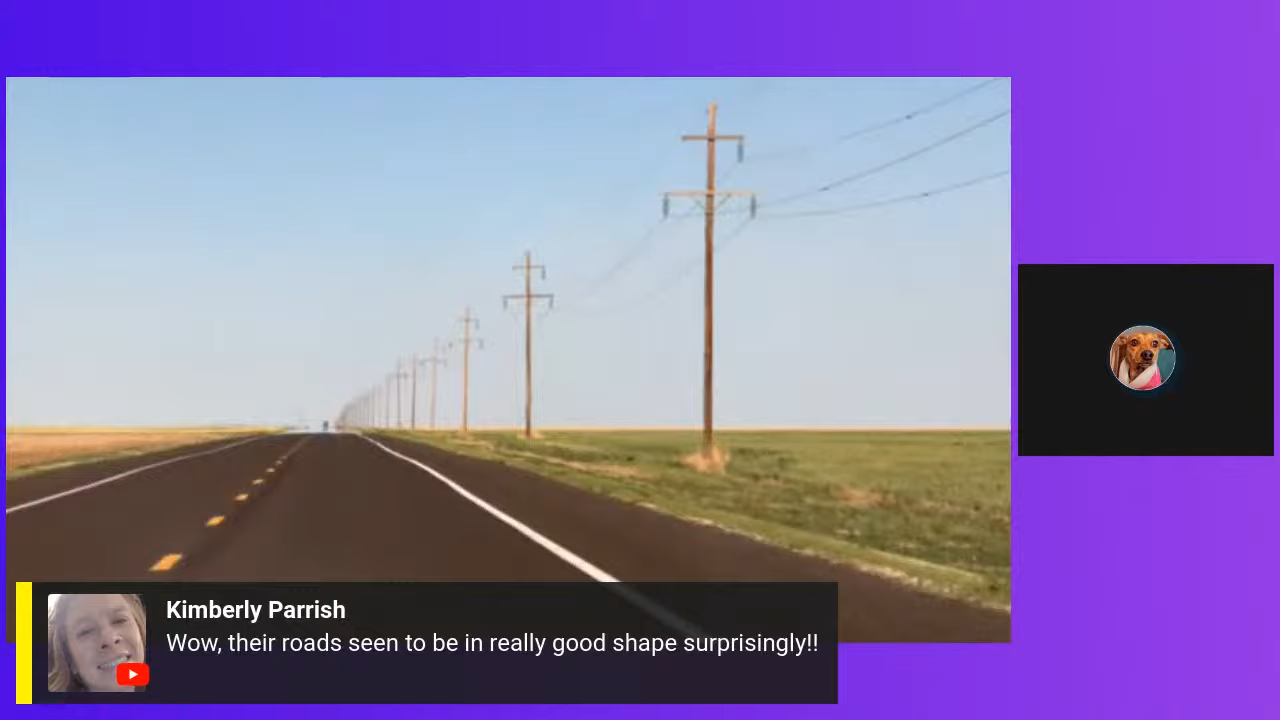 Kimberly Parrish
Wow, their roads seen to be in really good shape surprisingly!!